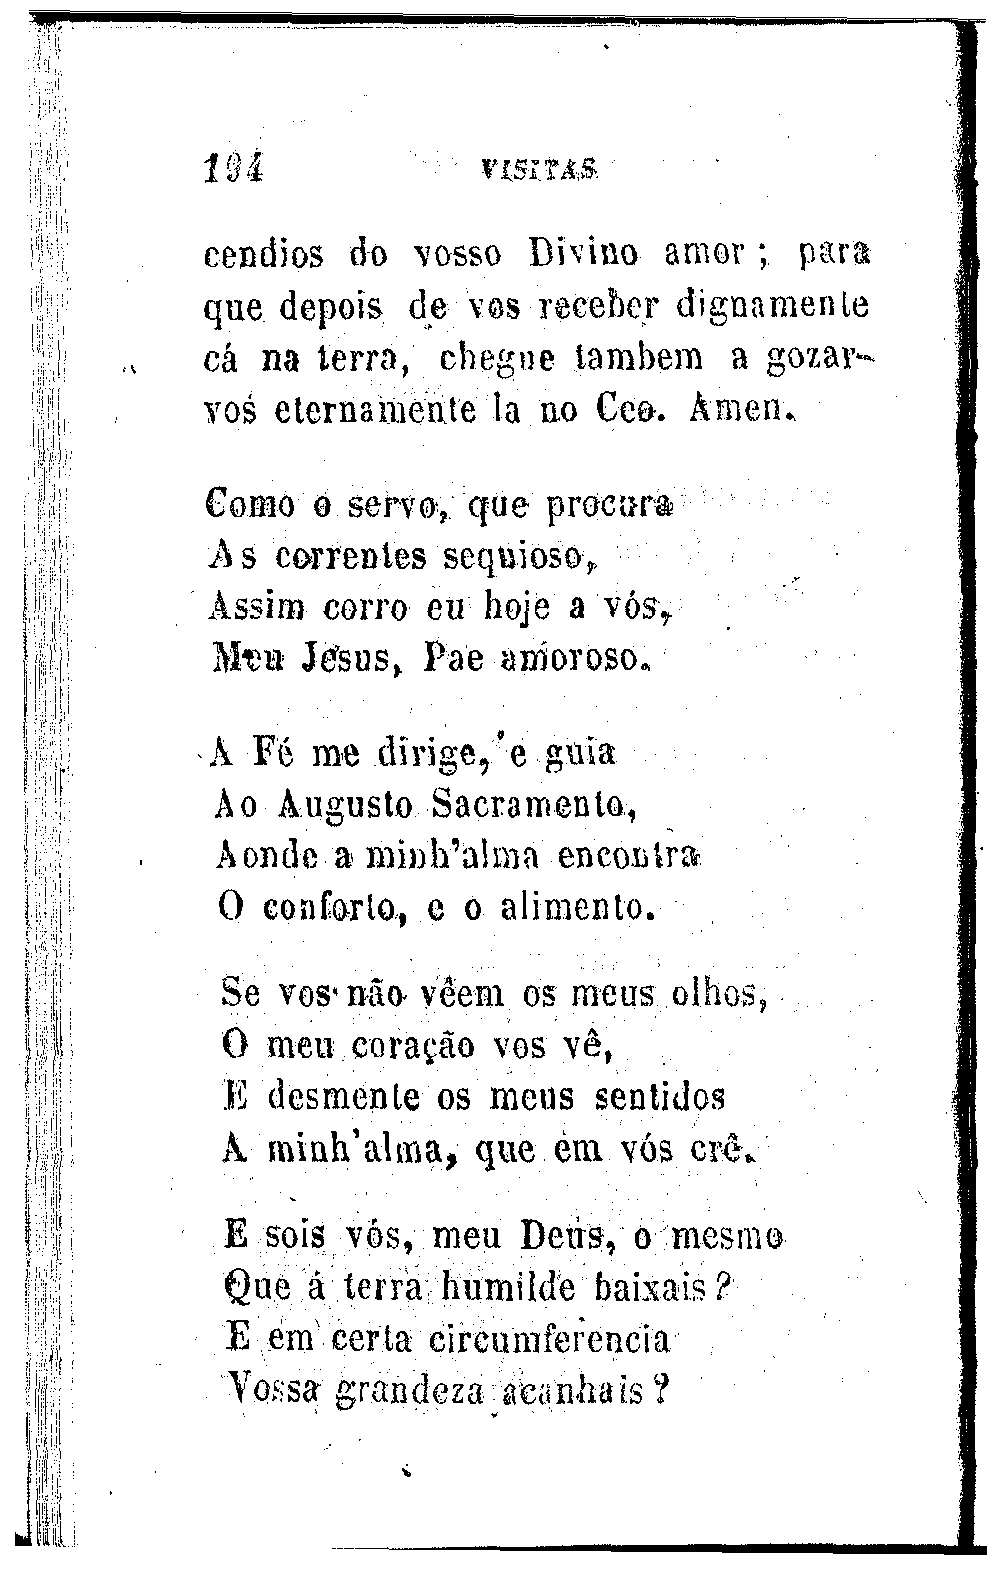 194 VISITAS
cendios do vosso Divino amor ; para
que depois de vos receber dignamente
cá na terra, chegue tambem a gozar-
vos eternamente la no Ceo. Amen.
Como o servo, que procura
As correntes sequioso,
Assim corro eu hoje a vós,
Meu Jesus, Pae amoroso.
A Fé me dirige, e guia
Ao Augusto Sacramento,
Aonde a minh'alma encontra
O conforto, e o alimento.
Se vos não vêem os meus olhos,
O meu coração vos vê,
E desmente os meus sentidos
A minh'alma, que em vós crê.
E sois vós, meu Deus, o mesmo
Que á terra humilde baixais ?
E em certa circumferencia
Vossa grandeza acanhais ?